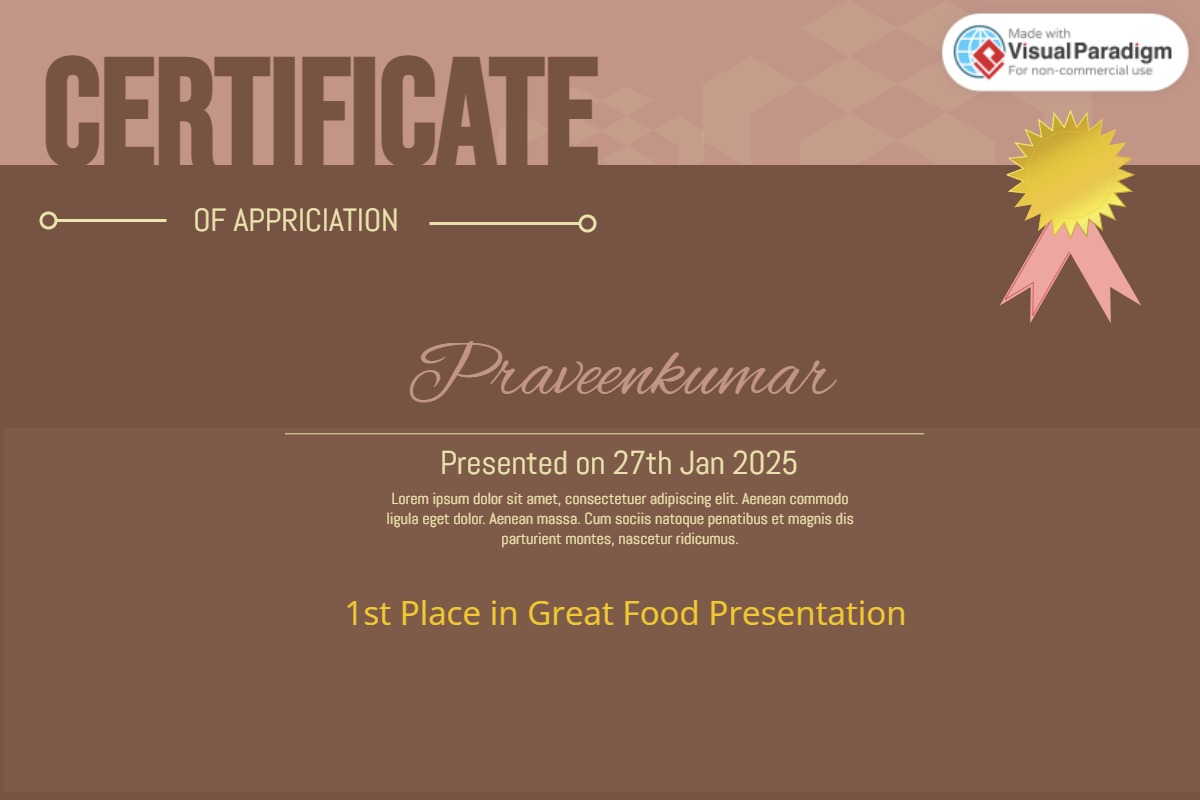 Made with
Visual Paradigm
For non-commercial use
CERTIFICATE
OF APPRICIATION
Praveenkumar
Presented on 27th Jan 2025
Lorem ipsum dolor sit amet, consectetuer adipiscing elit. Aenean commodo
ligula eget dolor. Aenean massa. Cum sociis natoque penatibus et magnis dis
parturient montes, nascetur ridicumus.
1st Place in Great Food Presentation